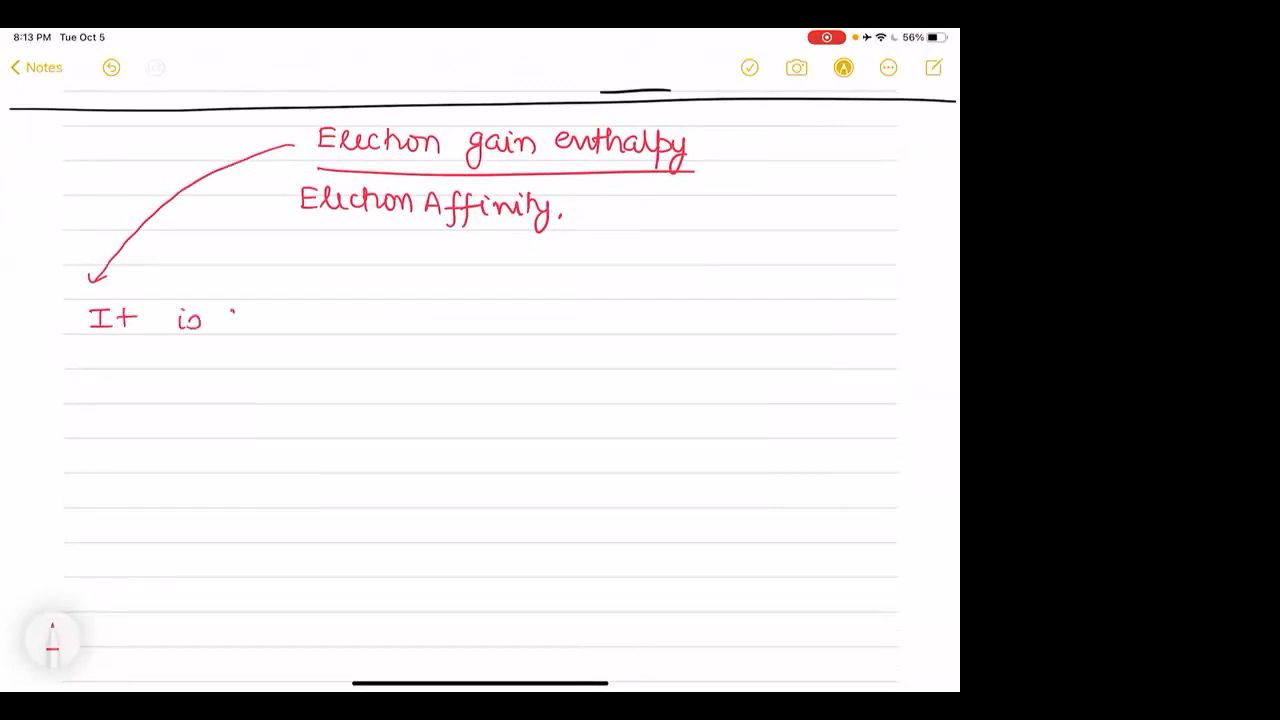 8:13 PM Tue Oct 5 56%
Notes
Electron gain enthalpy
Electron Affinity.
It is